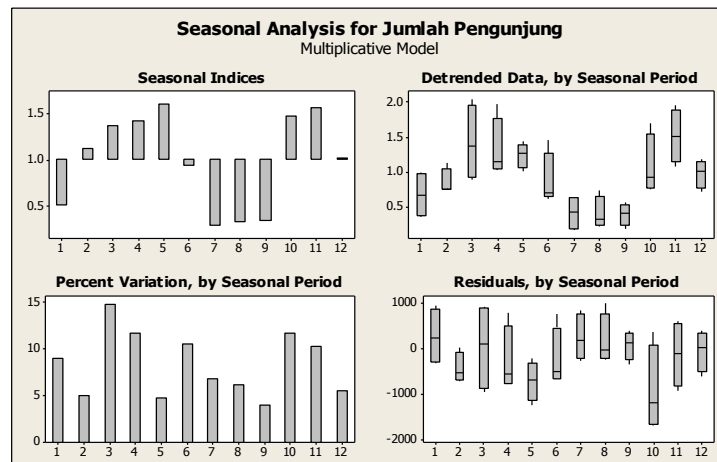 Seasonal Analysis for Jumlah Pengunjung
Multiplicative Model
Seasonal Indices
1.5
1.0
0.5
1 2 3 4 5 6 7 8 9 10 11 12
Detrended Data, by Seasonal Period
2.0
1.5
1.0
0.5
1 2 3 4 5 6 7 8 9 10 11 12
Percent Variation, by Seasonal Period
15
10
5
0
1 2 3 4 5 6 7 8 9 10 11 12
Residuals, by Seasonal Period
1000
0
-1000
-2000
1 2 3 4 5 6 7 8 9 10 11 12